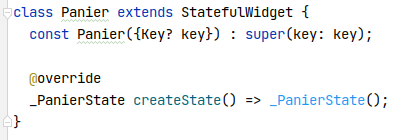 class Panier extends StatefulWidget {
  const Panier({Key? key}) : super(key: key);

  @override
  _PanierState createState() => _PanierState();
}